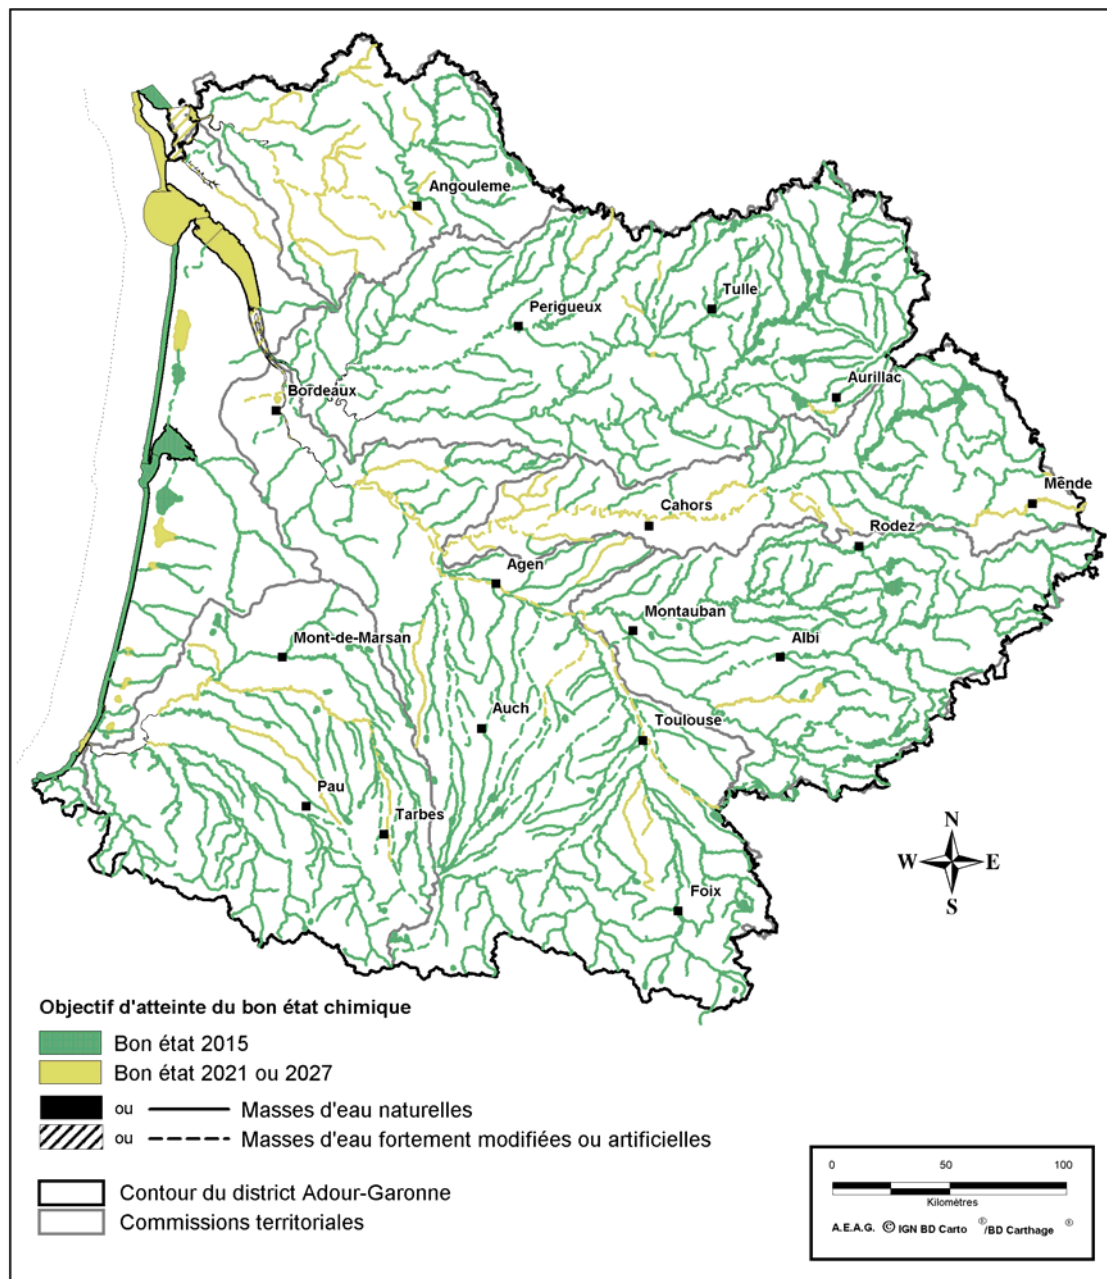 Angouleme
Perigueux
Tulle
Aurillac
Bordeaux
Mende
Cahors
Rodez
Agen
Montauban
Albi
Mont-de-Marsan
Auch
Toulouse
Pau
Tarbes
Foix
N
W E
S
Objectif d'atteinte du bon état chimique
Bon état 2015
Bon état 2021 ou 2027
ou Masses d'eau naturelles
ou Masses d'eau fortement modifiées ou artificielles
Contour du district Adour-Garonne
Commissions territoriales
0 50 100
Kilomètres
A.E.A.G. © IGN BD Carto ® /BD Carthage ®